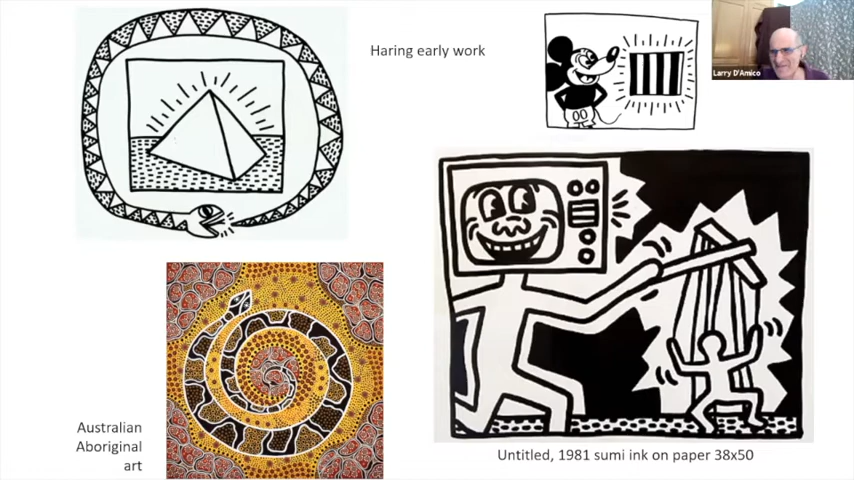 Haring early work
Larry D'Amico
Australian
Aboriginal
art
Untitled, 1981 sumi ink on paper 38x50